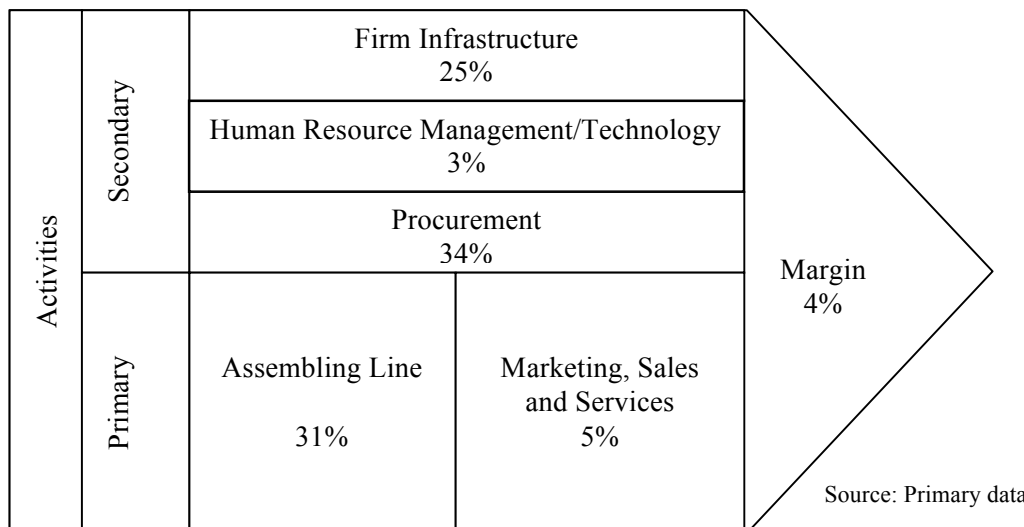 Activities
Secondary
Firm Infrastructure
25%
Human Resource Management/Technology
3%
Procurement
34%
Primary
Assembling Line
31%
Marketing, Sales
and Services
5%
Margin
4%
Source: Primary data